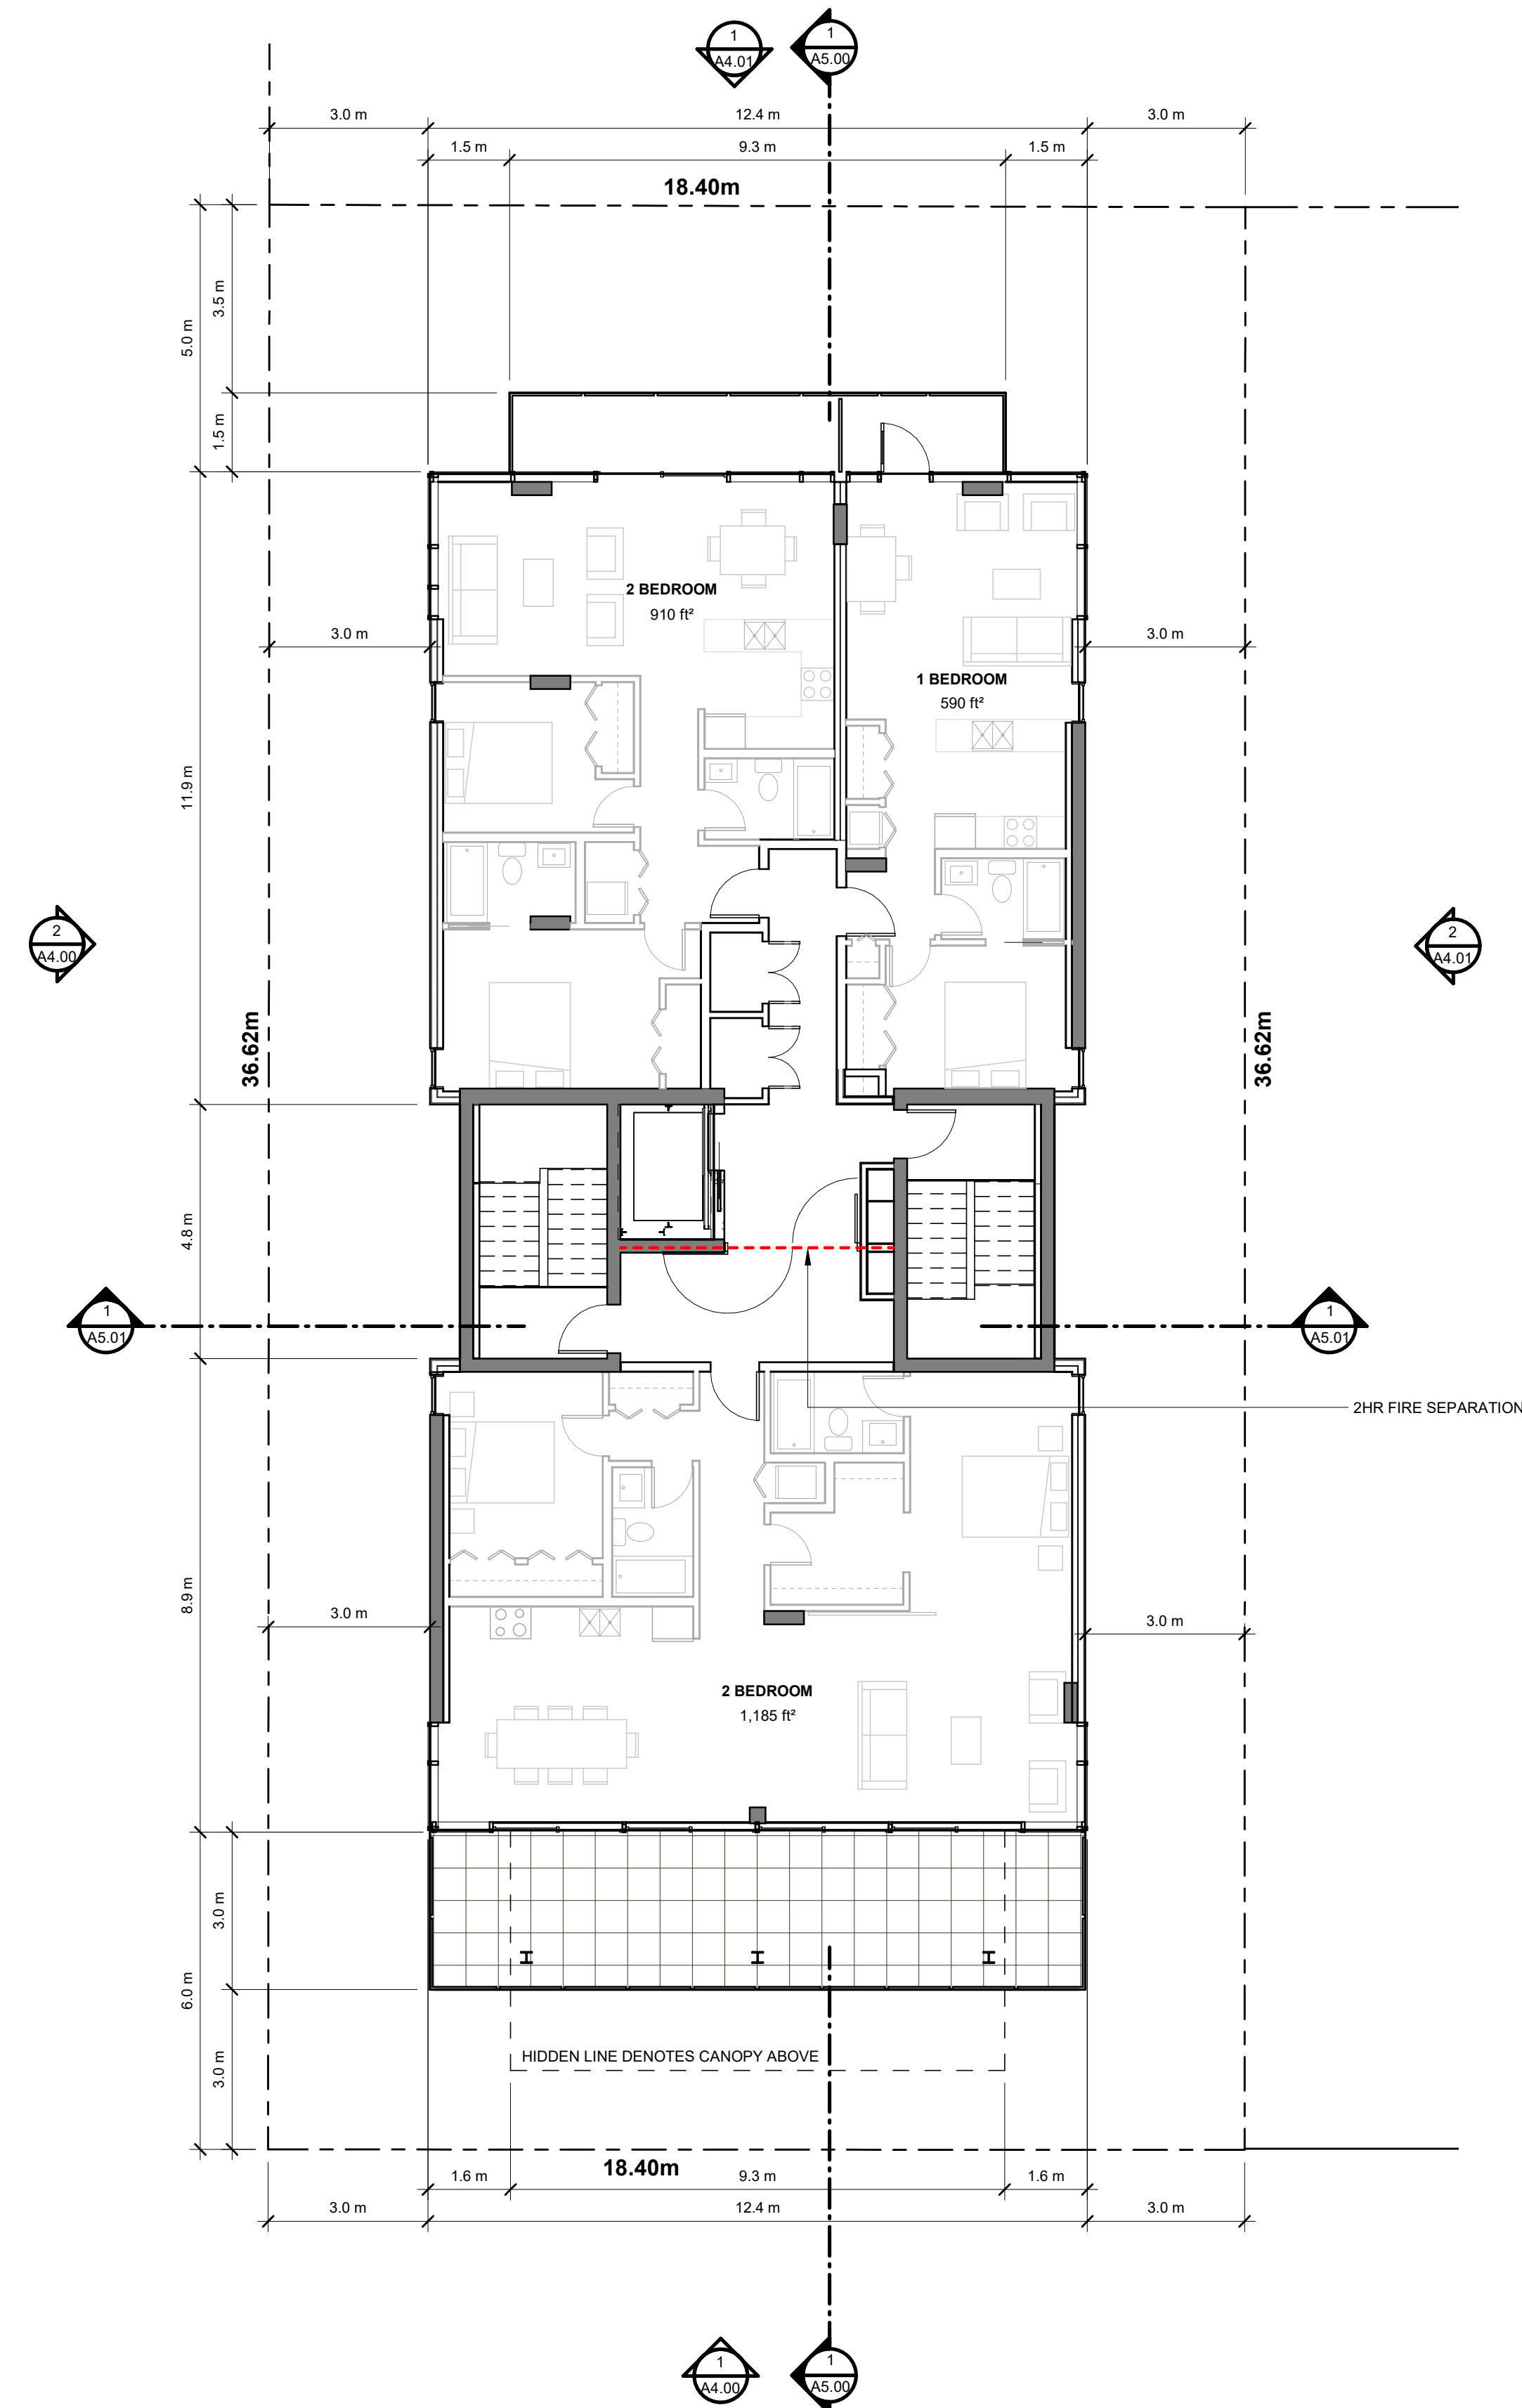 1
A4.01
1
A5.00
3.0 m
12.4 m
3.0 m
1.5 m
9.3 m
1.5 m
18.40m
5.0 m
3.5 m
1.5 m
2 BEDROOM
910 ft²
3.0 m
3.0 m
1 BEDROOM
590 ft²
11.9 m
2
A4.00
2
A4.01
36.62m
36.62m
4.8 m
1
A5.01
1
A5.01
2HR FIRE SEPARATION
8.9 m
3.0 m
3.0 m
2 BEDROOM
1,185 ft²
3.0 m
6.0 m
3.0 m
HIDDEN LINE DENOTES CANOPY ABOVE
18.40m
1.6 m
9.3 m
1.6 m
3.0 m
12.4 m
3.0 m
1
A4.00
1
A5.00